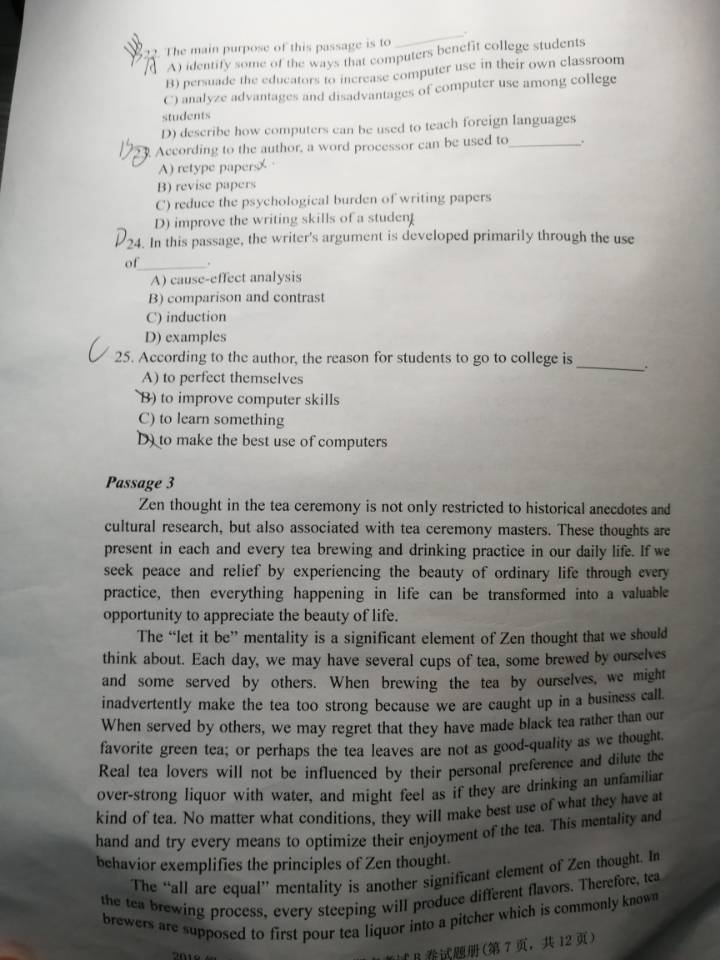 22. The main purpose of this passage is to ________.
A) identify some of the ways that computers benefit college students
B) persuade the educators to increase computer use in their own classroom
C) analyze advantages and disadvantages of computer use among college
students
D) describe how computers can be used to teach foreign languages
23. According to the author, a word processor can be used to ________.
A) retype papers
B) revise papers
C) reduce the psychological burden of writing papers
D) improve the writing skills of a student
D 24. In this passage, the writer's argument is developed primarily through the use
of ________.
A) cause-effect analysis
B) comparison and contrast
C) induction
D) examples
C 25. According to the author, the reason for students to go to college is ________.
A) to perfect themselves
B) to improve computer skills
C) to learn something
D) to make the best use of computers
Passage 3
Zen thought in the tea ceremony is not only restricted to historical anecdotes and
cultural research, but also associated with tea ceremony masters. These thoughts are
present in each and every tea brewing and drinking practice in our daily life. If we
seek peace and relief by experiencing the beauty of ordinary life through every
practice, then everything happening in life can be transformed into a valuable
opportunity to appreciate the beauty of life.
The “let it be” mentality is a significant element of Zen thought that we should
think about. Each day, we may have several cups of tea, some brewed by ourselves
and some served by others. When brewing the tea by ourselves, we might
inadvertently make the tea too strong because we are caught up in a business call.
When served by others, we may regret that they have made black tea rather than our
favorite green tea; or perhaps the tea leaves are not as good-quality as we thought.
Real tea lovers will not be influenced by their personal preference and dilute the
over-strong liquor with water, and might feel as if they are drinking an unfamiliar
kind of tea. No matter what conditions, they will make best use of what they have at
hand and try every means to optimize their enjoyment of the tea. This mentality and
behavior exemplifies the principles of Zen thought.
The “all are equal” mentality is another significant element of Zen thought. In
the tea brewing process, every steeping will produce different flavors. Therefore, tea
brewers are supposed to first pour tea liquor into a pitcher which is commonly known
B 卷试题册(第 7 页，共 12 页)